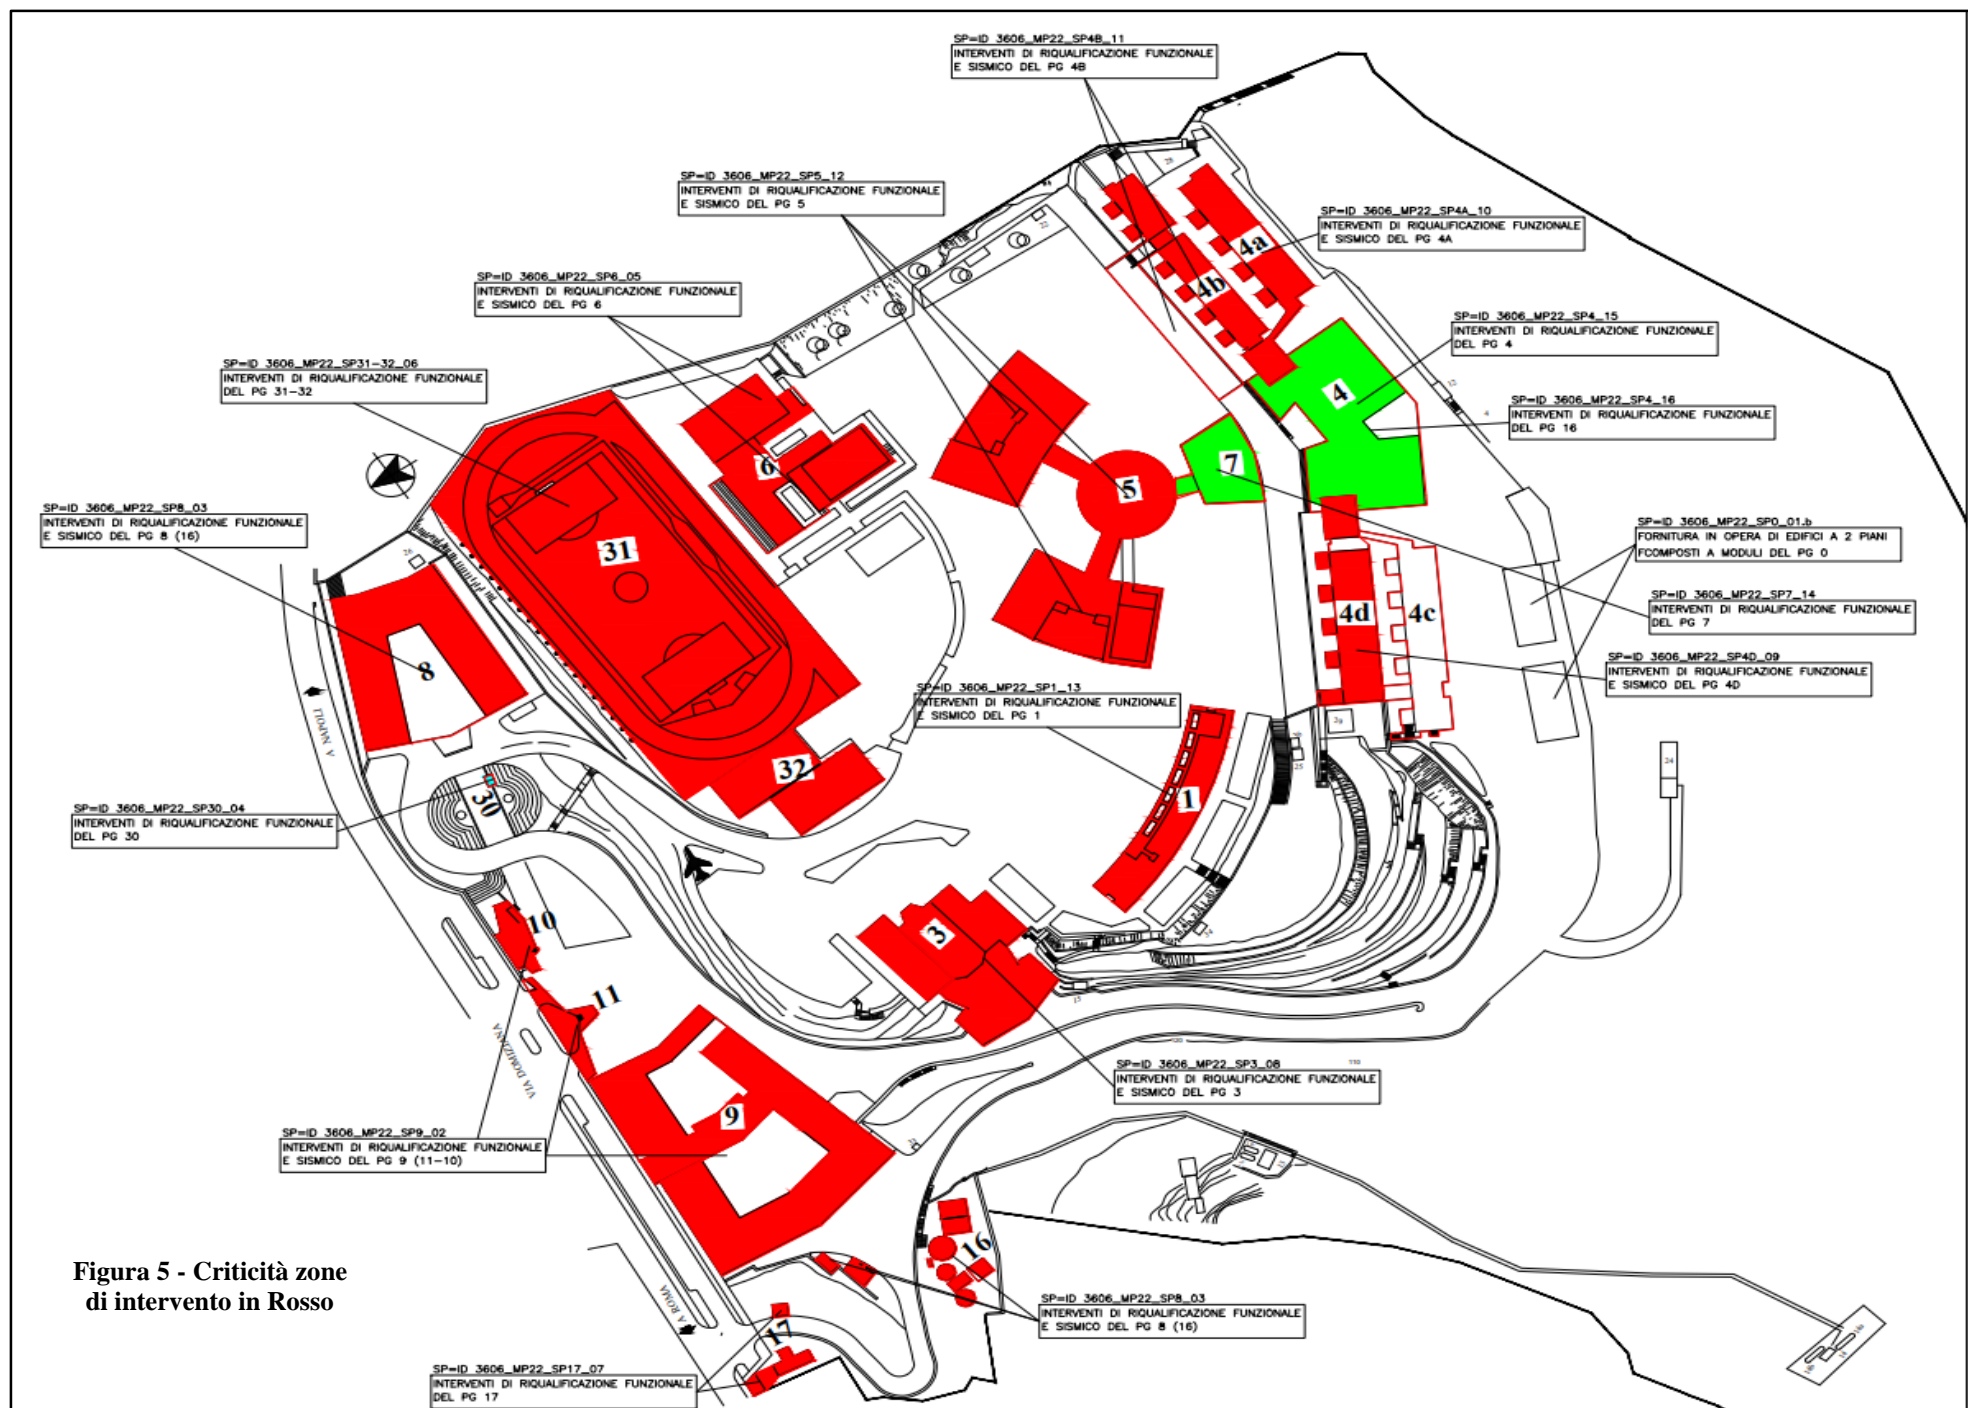 SP=ID 3606_MP22_SP4B_11
INTERVENTI DI RIQUALIFICAZIONE FUNZIONALE
E SISMICO DEL PG 4B
SP=ID 3606_MP22_SP5_12
INTERVENTI DI RIQUALIFICAZIONE FUNZIONALE
E SISMICO DEL PG 5
SP=ID 3606_MP22_SP4A_10
INTERVENTI DI RIQUALIFICAZIONE FUNZIONALE
E SISMICO DEL PG 4A
SP=ID 3606_MP22_SP6_05
INTERVENTI DI RIQUALIFICAZIONE FUNZIONALE
E SISMICO DEL PG 6
SP=ID 3606_MP22_SP4_15
INTERVENTI DI RIQUALIFICAZIONE FUNZIONALE
DEL PG 4
SP=ID 3606_MP22_SP31-32_06
INTERVENTI DI RIQUALIFICAZIONE FUNZIONALE
DEL PG 31-32
SP=ID 3606_MP22_SP4_16
INTERVENTI DI RIQUALIFICAZIONE FUNZIONALE
DEL PG 16
SP=ID 3606_MP22_SP8_03
INTERVENTI DI RIQUALIFICAZIONE FUNZIONALE
E SISMICO DEL PG 8 (16)
SP=ID 3606_MP22_SP0_01.b
FORNITURA IN OPERA DI EDIFICI A 2 PIANI
FCOMPOSTI A MODULI DEL PG 0
SP=ID 3606_MP22_SP7_14
INTERVENTI DI RIQUALIFICAZIONE FUNZIONALE
DEL PG 7
SP=ID 3606_MP22_SP4D_09
INTERVENTI DI RIQUALIFICAZIONE FUNZIONALE
E SISMICO DEL PG 4D
SP=ID 3606_MP22_SP1_13
INTERVENTI DI RIQUALIFICAZIONE FUNZIONALE
E SISMICO DEL PG 1
SP=ID 3606_MP22_SP30_04
INTERVENTI DI RIQUALIFICAZIONE FUNZIONALE
DEL PG 30
SP=ID 3606_MP22_SP3_08
INTERVENTI DI RIQUALIFICAZIONE FUNZIONALE
E SISMICO DEL PG 3
SP=ID 3606_MP22_SP9_02
INTERVENTI DI RIQUALIFICAZIONE FUNZIONALE
E SISMICO DEL PG 9 (11-10)
SP=ID 3606_MP22_SP8_03
INTERVENTI DI RIQUALIFICAZIONE FUNZIONALE
E SISMICO DEL PG 8 (16)
SP=ID 3606_MP22_SP17_07
INTERVENTI DI RIQUALIFICAZIONE FUNZIONALE
DEL PG 17
4a
4b
4
6
5
7
31
4d
4c
8
32
30
1
10
3
11
9
16
17
A NAPOLI
VIA DOMIZIANA
A ROMA
24
25
12
4
15
110
Figura 5 - Criticità zone
di intervento in Rosso